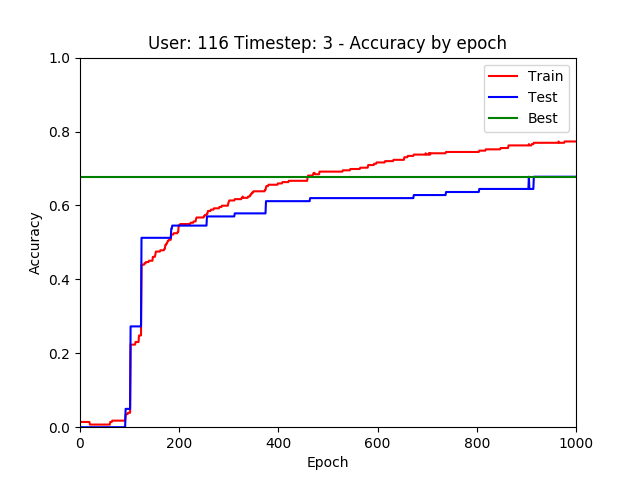 User: 116 Timestep: 3 - Accuracy by epoch
1.0
0.8
0.6
0.4
0.2
0.0
Accuracy
Train
Test
Best
0 200 400 600 800 1000
Epoch